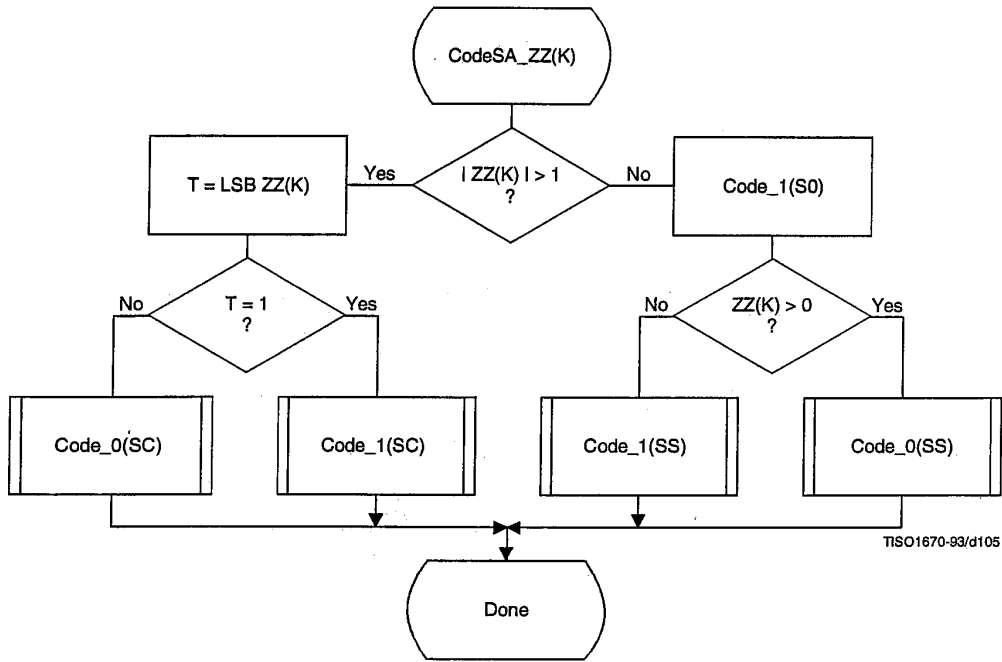 CodeSA_ZZ(K)
T = LSB ZZ(K)
Yes
| ZZ(K) | > 1
?
No
Code_1(S0)
No
T = 1
?
Yes
No
ZZ(K) > 0
?
Yes
Code_0(SC)
Code_1(SC)
Code_1(SS)
Code_0(SS)
TISO1670-93/d105
Done